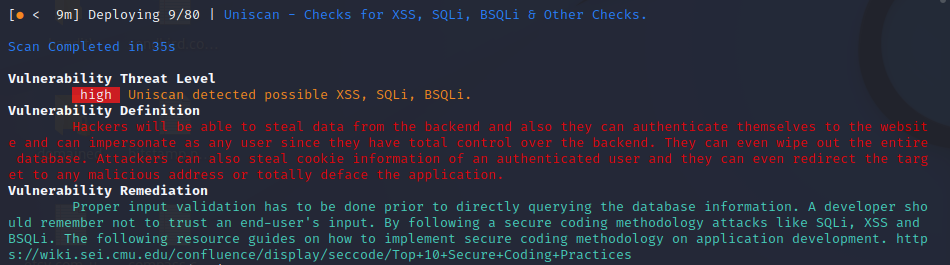 [● < 9m] Deploying 9/80 | Uniscan - Checks for XSS, SQLi, BSQLi & Other Checks.
Scan Completed in 35s
Vulnerability Threat Level
high Uniscan detected possible XSS, SQLi, BSQLi.
Vulnerability Definition
Hackers will be able to steal data from the backend and also they can authenticate themselves to the websit
e and can impersonate as any user since they have total control over the backend. They can even wipe out the entire
database. Attackers can also steal cookie information of an authenticated user and they can even redirect the targ
et to any malicious address or totally deface the application.
Vulnerability Remediation
Proper input validation has to be done prior to directly querying the database information. A developer sho
uld remember not to trust an end-user's input. By following a secure coding methodology attacks like SQLi, XSS and
BSQLi. The following resource guides on how to implement secure coding methodology on application development. http
s://wiki.sei.cmu.edu/confluence/display/seccode/Top+10+Secure+Coding+Practices